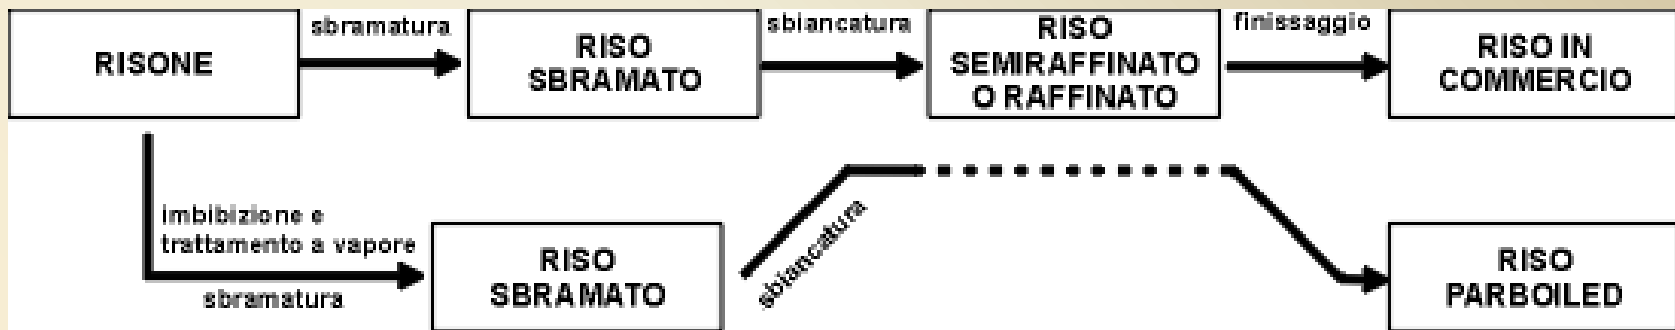 RISONE
sbramatura
RISO
SBRAMATO
sbiancatura
RISO
SEMIRAFFINATO
O RAFFINATO
finissaggio
RISO IN
COMMERCIO
imbibizione e
trattamento a vapore
sbramatura
RISO
SBRAMATO
sbiancatura
RISO
PARBOILED